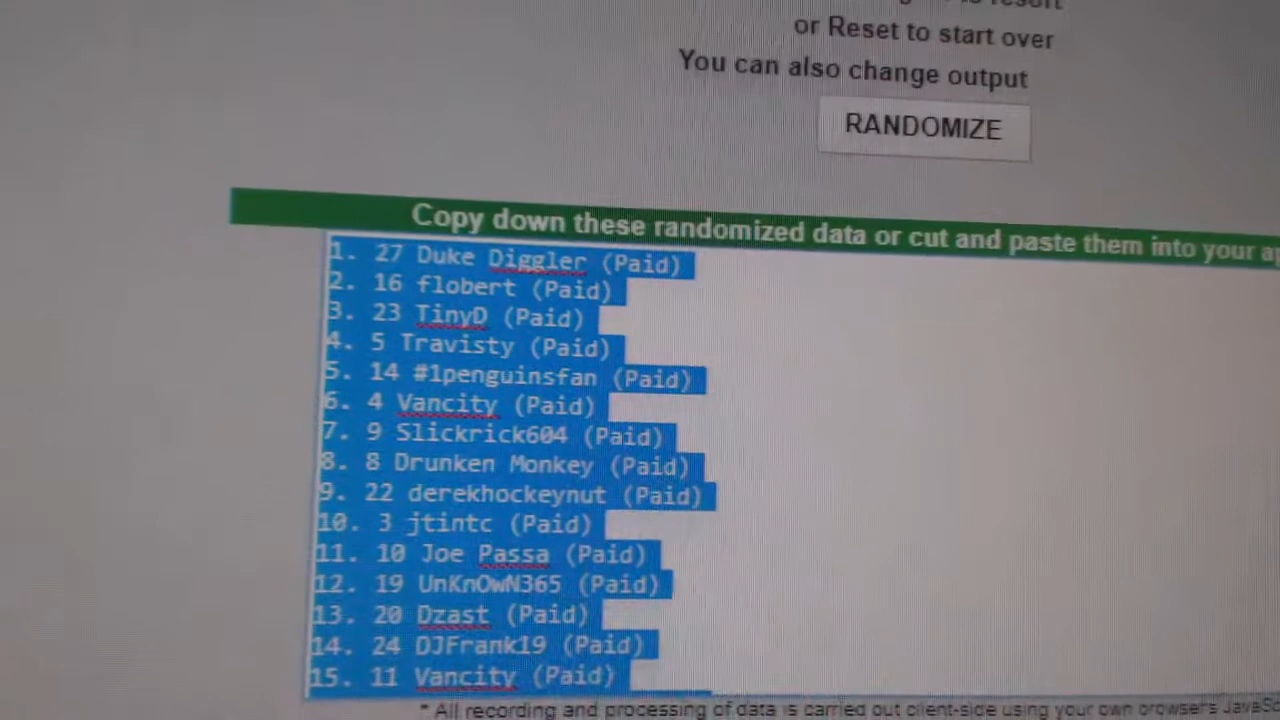 to result
or Reset to start over
You can also change output
RANDOMIZE
Copy down these randomized data or cut and paste them into your
1. 27 Duke Diggler (Paid)
2. 16 flobert (Paid)
3. 23 TinyD (Paid)
4. 5 Travisty (Paid)
5. 14 #1penguinsfan (Paid)
6. 4 Vancity (Paid)
7. 9 Slickrick604 (Paid)
8. 8 Drunken Monkey (Paid)
9. 22 derekhockeynut (Paid)
10. 3 jtintc (Paid)
11. 10 Joe Passa (Paid)
12. 19 UnKnOwN365 (Paid)
13. 20 Dzast (Paid)
14. 24 DJFrank19 (Paid)
15. 11 Vancity (Paid)
* All recording and processing of data is carried out client-side using your own browser's